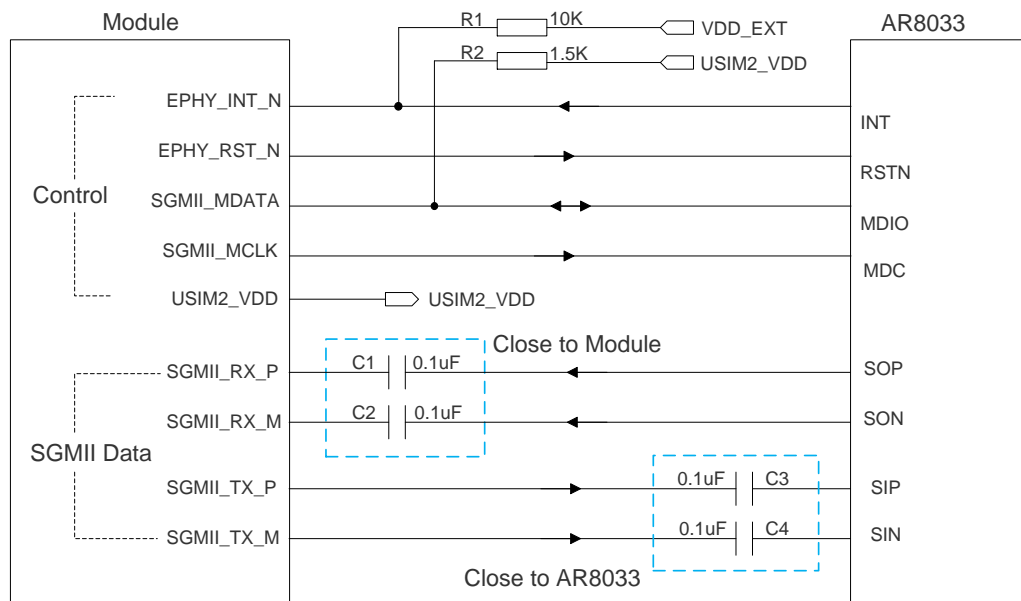 Module
R1
10K
VDD_EXT
AR8033
R2
1.5K
USIM2_VDD
EPHY_INT_N
INT
EPHY_RST_N
RSTN
Control
SGMII_MDATA
MDIO
SGMII_MCLK
MDC
USIM2_VDD
USIM2_VDD
Close to Module
SGMII_RX_P
C1
0.1uF
SOP
SGMII_RX_M
C2
0.1uF
SON
SGMII Data
SGMII_TX_P
0.1uF
C3
SIP
SGMII_TX_M
0.1uF
C4
SIN
Close to AR8033